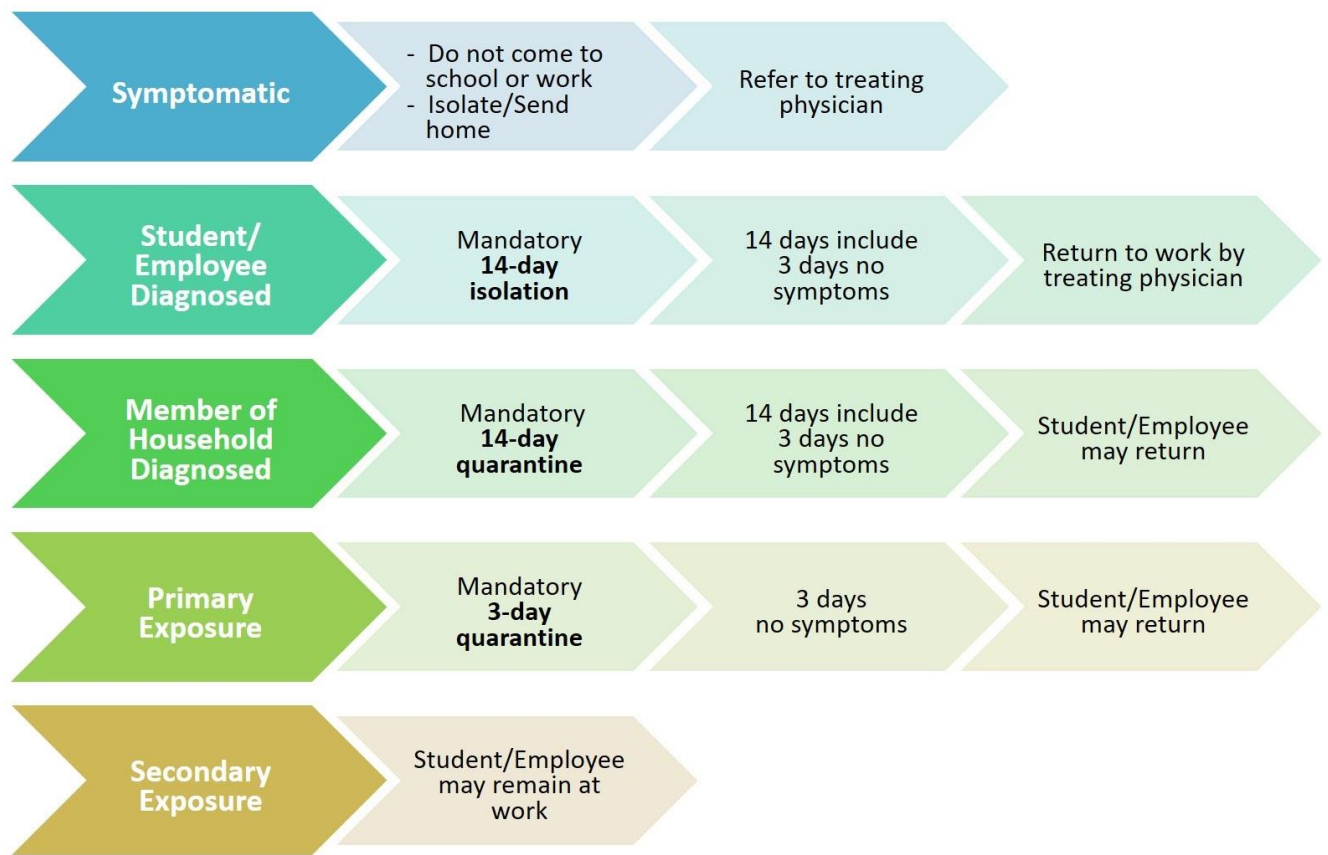 Symptomatic
- Do not come to
school or work
- Isolate/Send
home
Refer to treating
physician
Student/
Employee
Diagnosed
Mandatory
14-day
isolation
14 days include
3 days no
symptoms
Return to work by
treating physician
Member of
Household
Diagnosed
Mandatory
14-day
quarantine
14 days include
3 days no
symptoms
Student/Employee
may return
Primary
Exposure
Mandatory
3-day
quarantine
3 days
no symptoms
Student/Employee
may return
Secondary
Exposure
Student/Employee
may remain at
work